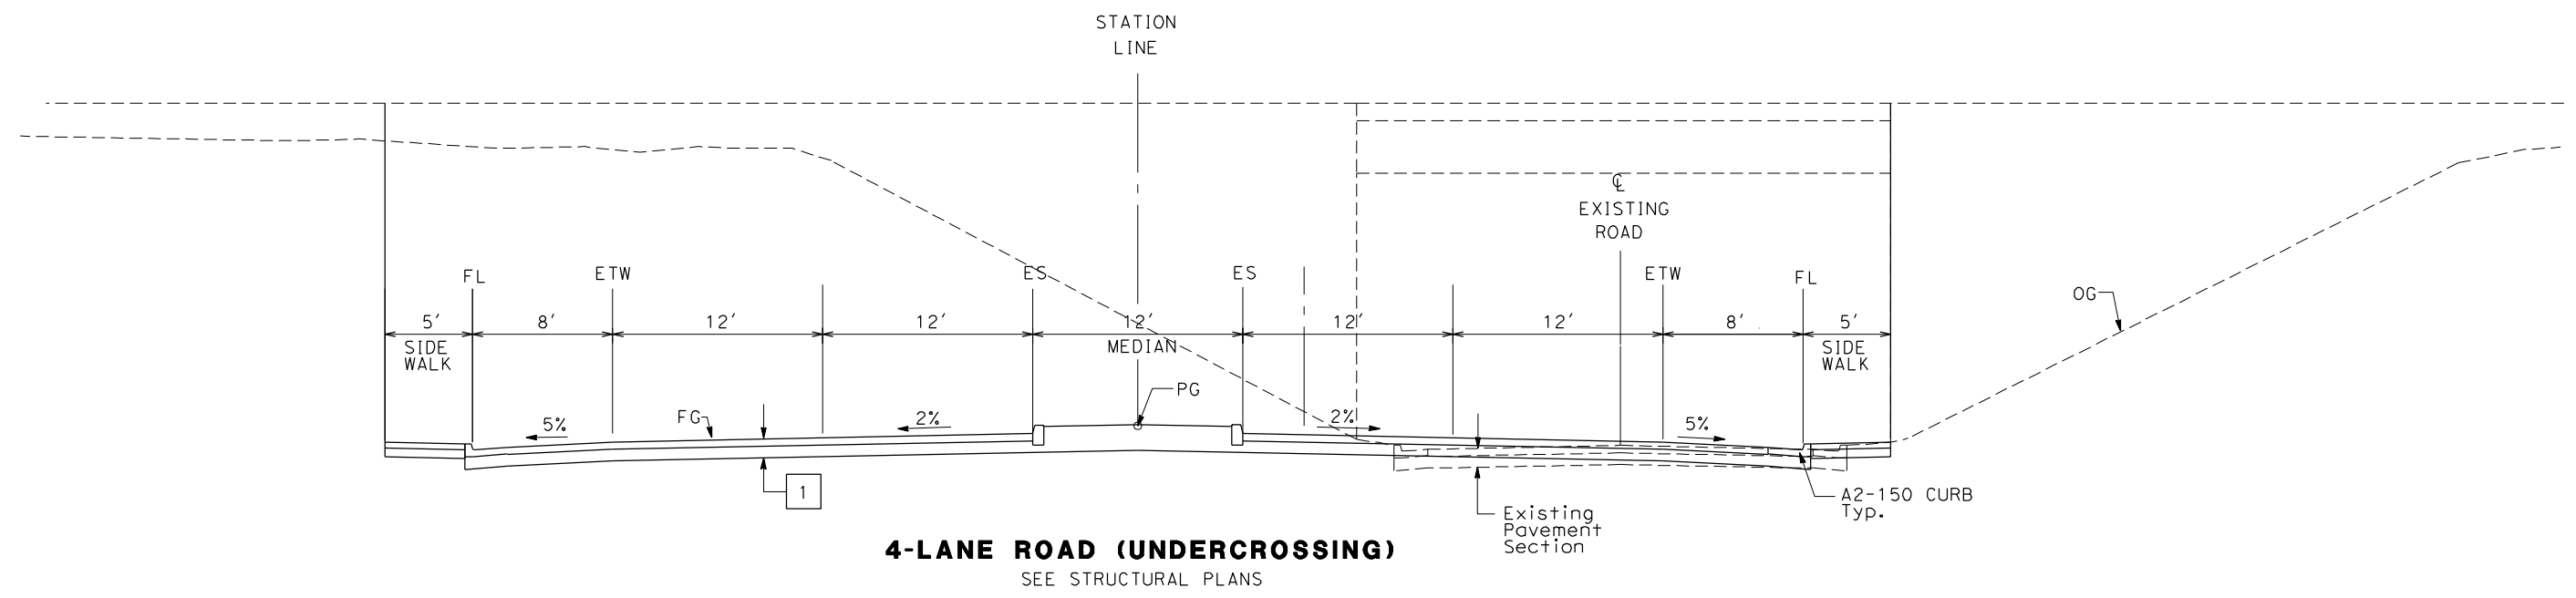 STATION
LINE
℄
EXISTING
ROAD
FL
ETW
ES
ES
ETW
FL
OG
5′
8′
12′
12′
12′
12′
12′
8′
5′
SIDE
WALK
MEDIAN
SIDE
WALK
PG
5%
FG
2%
2%
5%
1
A2-150 CURB
Typ.
Existing
Pavement
Section
4-LANE ROAD (UNDERCROSSING)
SEE STRUCTURAL PLANS